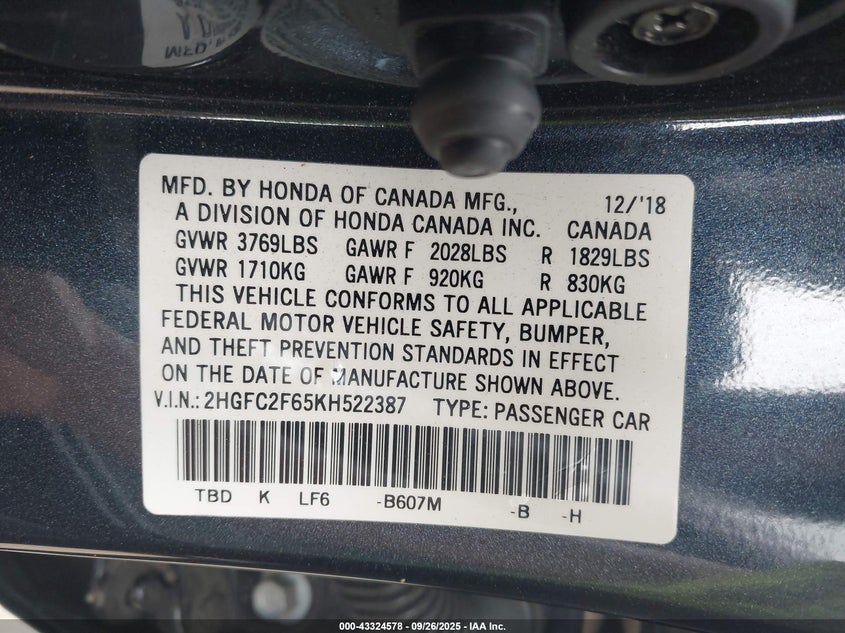 MFD. BY HONDA OF CANADA MFG., 12/'18
A DIVISION OF HONDA CANADA INC. CANADA
GVWR 3769LBS GAWR F 2028LBS R 1829LBS
GVWR 1710KG GAWR F 920KG R 830KG
THIS VEHICLE CONFORMS TO ALL APPLICABLE
FEDERAL MOTOR VEHICLE SAFETY, BUMPER,
AND THEFT PREVENTION STANDARDS IN EFFECT
ON THE DATE OF MANUFACTURE SHOWN ABOVE.
V.I.N.: 2HGFC2F65KH522387 TYPE: PASSENGER CAR
TBD K LF6 -B607M -B -H
000-43324578 - 09/26/2025 - IAA Inc.